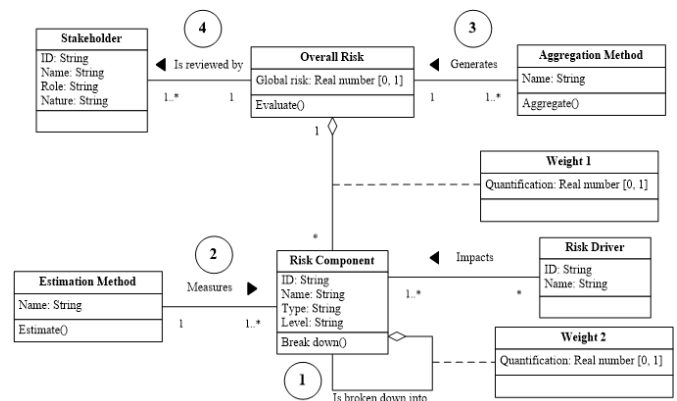 4
3
Stakeholder
ID: String
Name: String
Role: String
Nature: String
Is reviewed by
1..*
1
Overall Risk
Global risk: Real number [0, 1]
Evaluate()
Generates
1
1..*
Aggregation Method
Name: String
Aggregate()
1
Weight 1
Quantification: Real number [0, 1]
*
2
Estimation Method
Name: String
Estimate()
Measures
1
1..*
Risk Component
ID: String
Name: String
Type: String
Level: String
Break down()
Impacts
1..*
*
Risk Driver
ID: String
Name: String
Weight 2
Quantification: Real number [0, 1]
1
Is broken down into